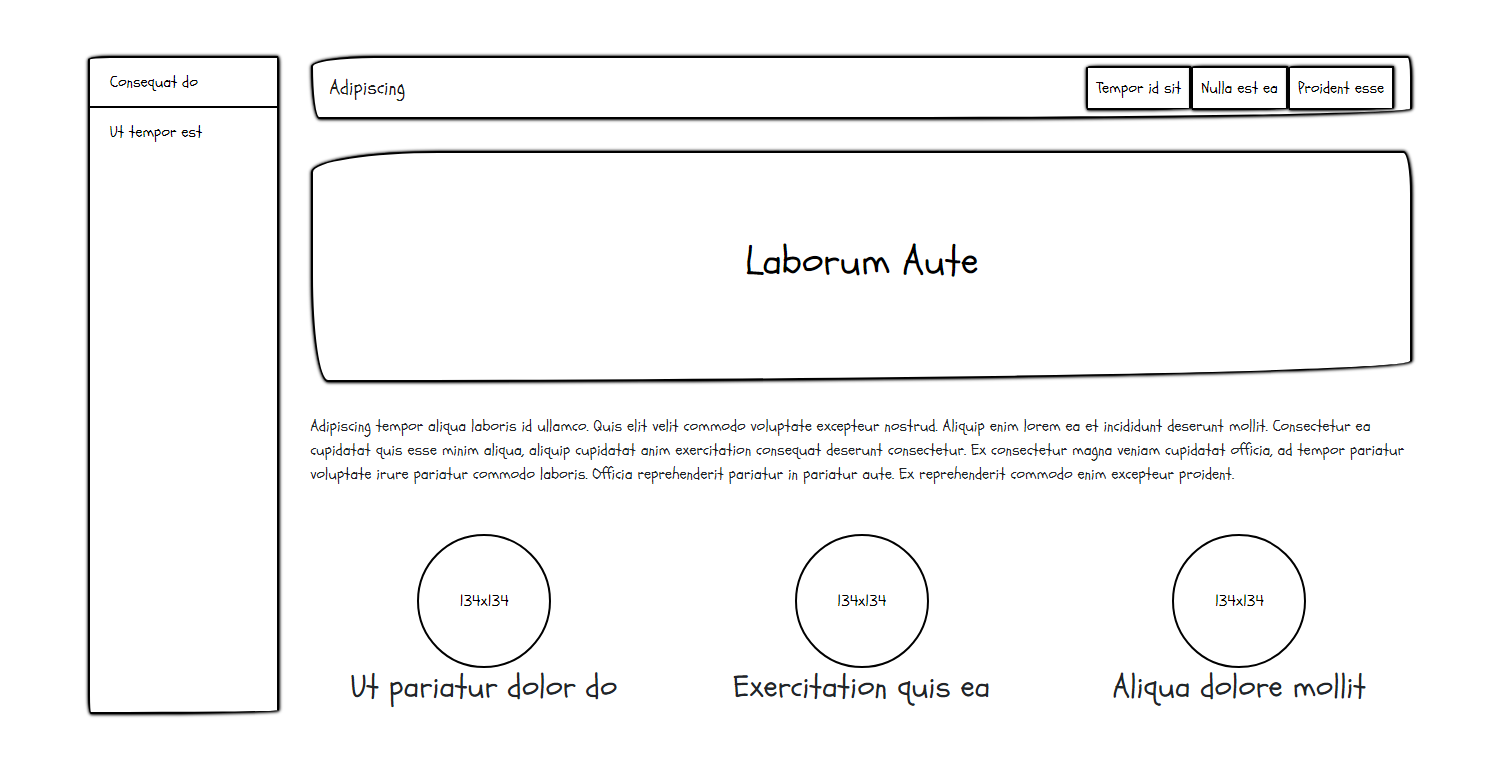 Consequat do
Ut tempor est
Adipiscing
Tempor id sit
Nulla est ea
Proident esse
Laborum Aute
Adipiscing tempor aliqua laboris id ullamco. Quis elit velit commodo voluptate excepteur nostrud. Aliquip enim lorem ea et incididunt deserunt mollit. Consectetur ea
cupidatat quis esse minim aliqua, aliquip cupidatat anim exercitation consequat deserunt consectetur. Ex consectetur magna veniam cupidatat officia, ad tempor pariatur
voluptate irure pariatur commodo laboris. Officia reprehenderit pariatur in pariatur aute. Ex reprehenderit commodo enim excepteur proident.
134x134
134x134
134x134
Ut pariatur dolor do
Exercitation quis ea
Aliqua dolore mollit